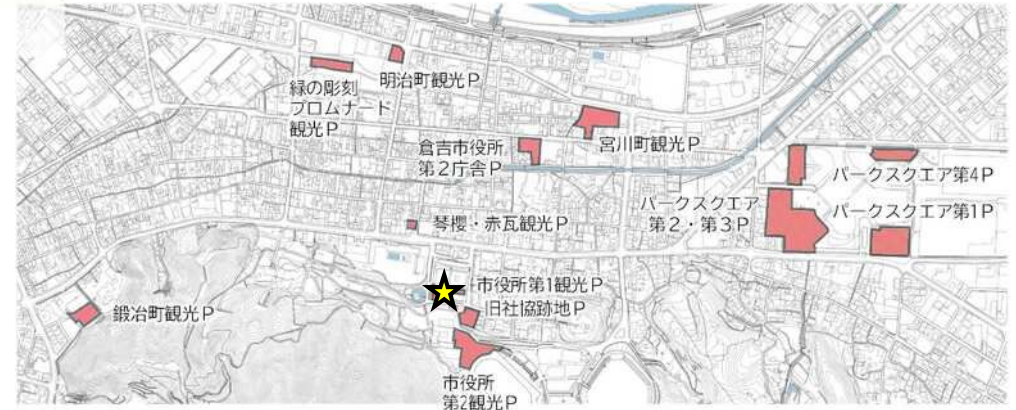 緑の彫刻
プロムナード
観光P
明治町観光P
倉吉市役所
第2庁舎P
宮川町観光P
パークスクエア第4P
パークスクエア
第2・第3P
パークスクエア第1P
琴櫻・赤瓦観光P
市役所第1観光P
旧社協跡地P
鍛冶町観光P
市役所
第2観光P